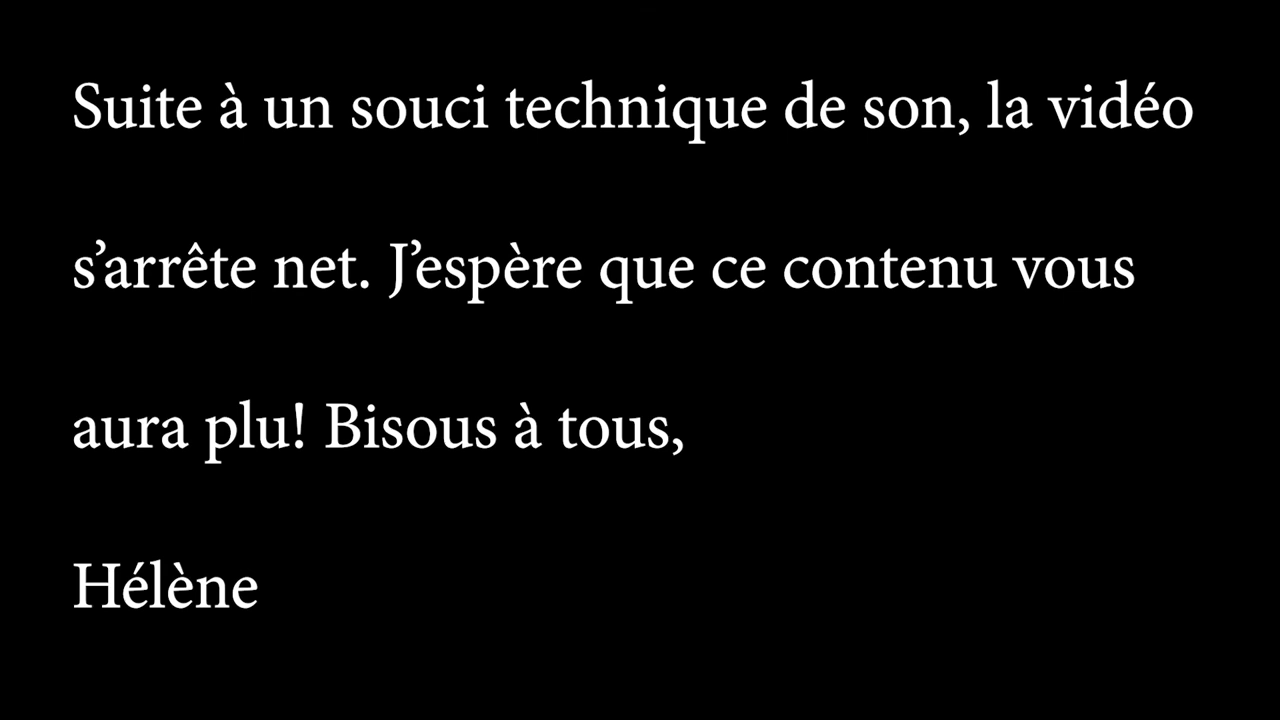 Suite à un souci technique de son, la vidéo
s’arrête net. J’espère que ce contenu vous
aura plu! Bisous à tous,
Hélène